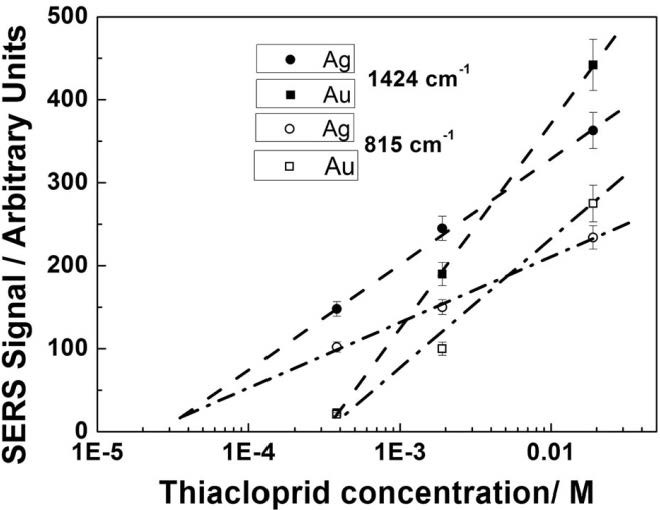 SERS Signal / Arbitrary Units
500
400
300
200
100
0
Ag
1424 cm-1
Au
Ag
815 cm-1
Au
1E-5
1E-4
1E-3
0.01
Thiacloprid concentration/ M